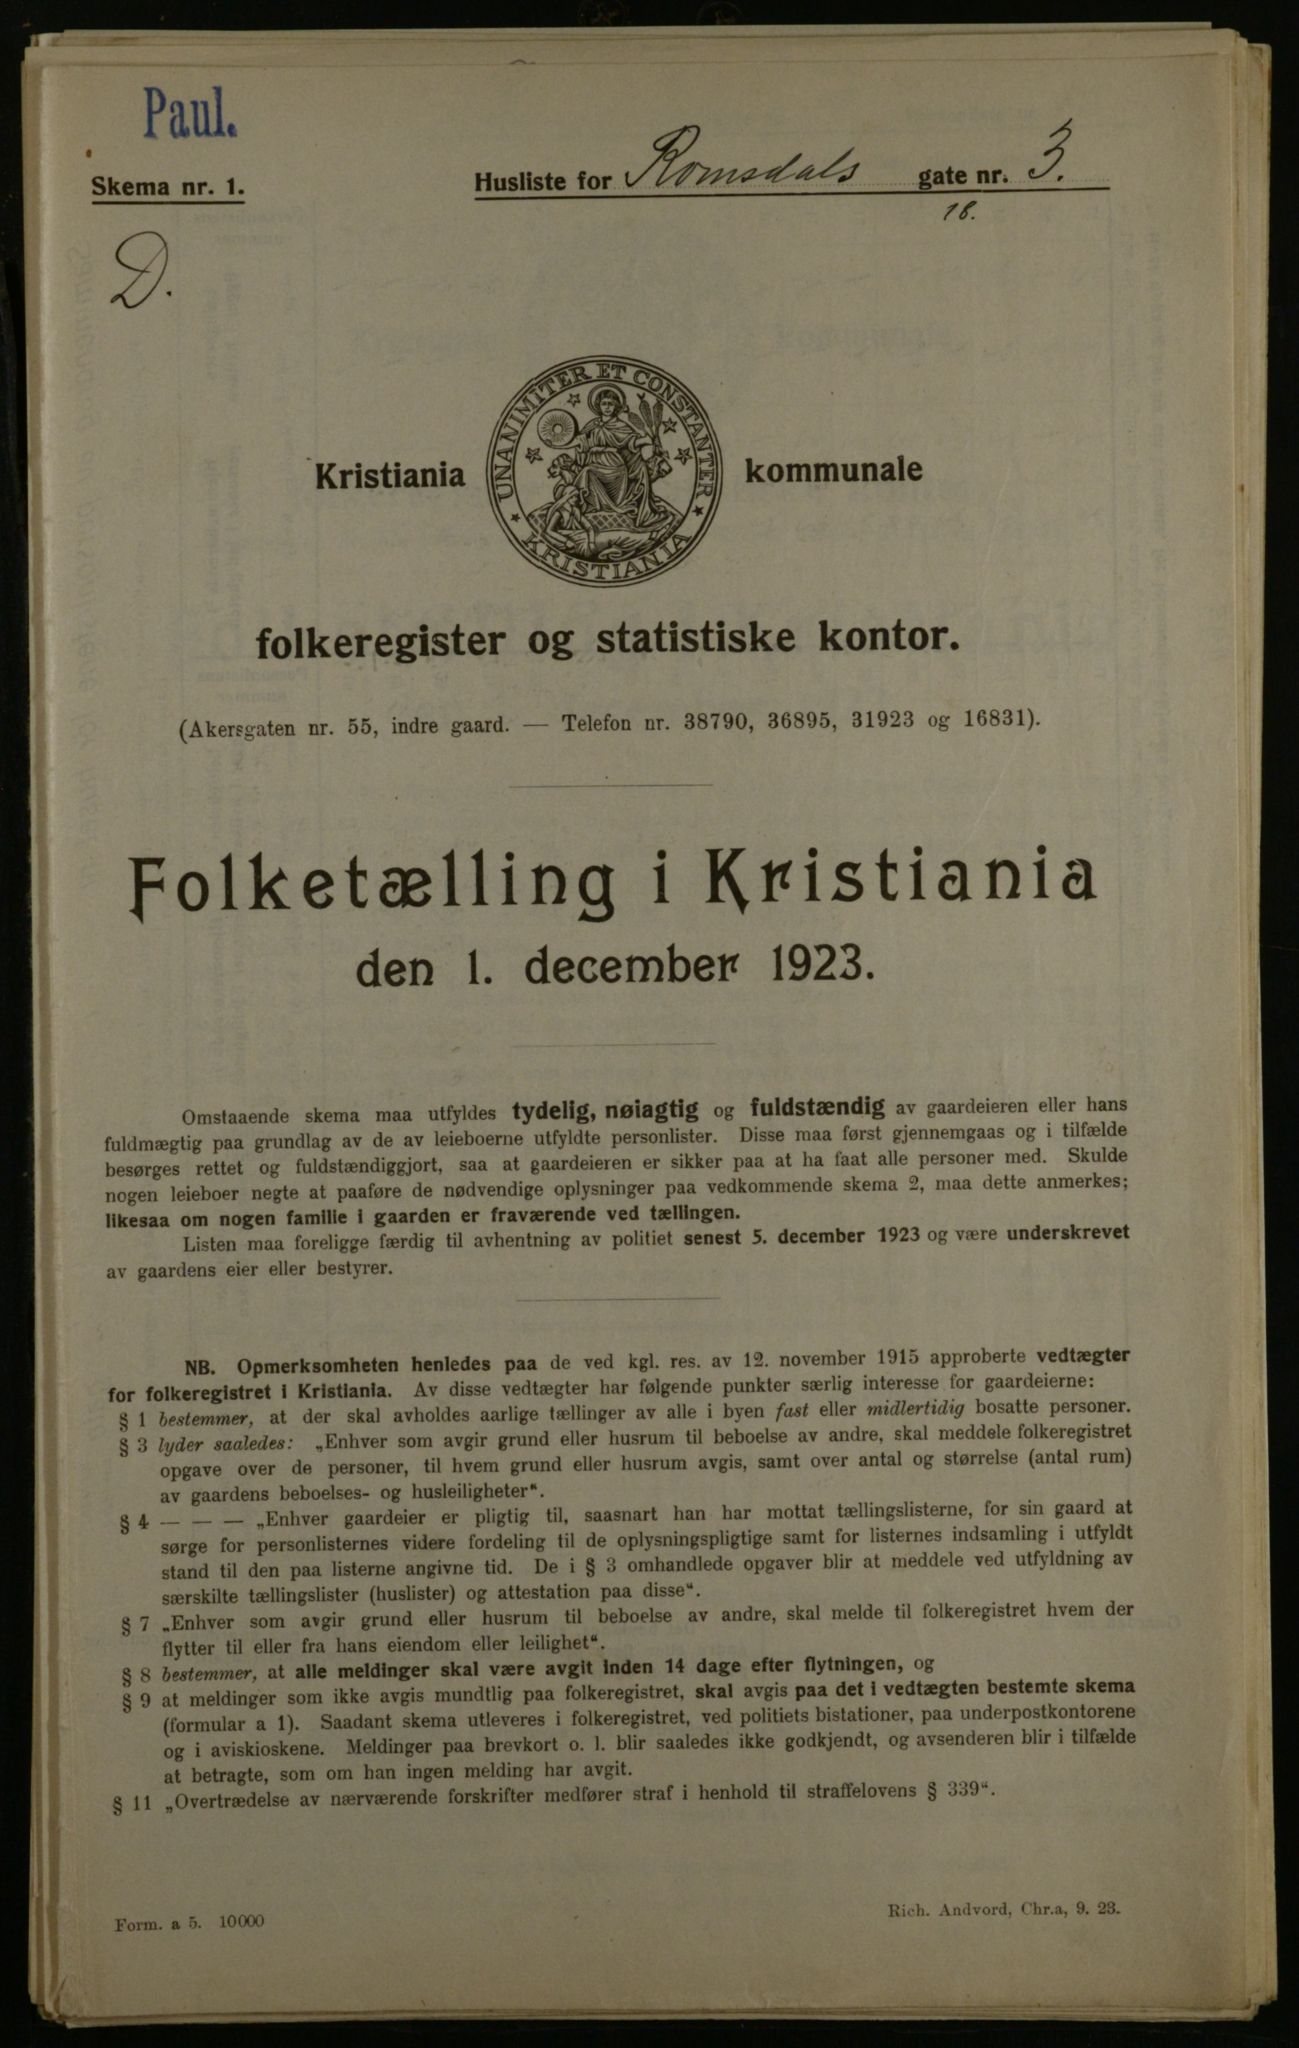 Paul.
Skema nr. 1.
Husliste for Romsdals gate nr. 3.
18.
D.
UNANIMITER ET CONSTANTER
KRISTIANIA
Kristiania kommunale
folkeregister og statistiske kontor.
(Akersgaten nr. 55, indre gaard. — Telefon nr. 38790, 36895, 31923 og 16831).
Folketælling i Kristiania
den 1. december 1923.
Omstaaende skema maa utfyldes tydelig, nøiagtig og fuldstændig av gaardeieren eller hans
fuldmægtig paa grundlag av de av leieboerne utfyldte personlister. Disse maa først gjennemgaas og i tilfælde
besørges rettet og fuldstændiggjort, saa at gaardeieren er sikker paa at ha faat alle personer med. Skulde
nogen leieboer negte at paaføre de nødvendige oplysninger paa vedkommende skema 2, maa dette anmerkes;
likesaa om nogen familie i gaarden er fraværende ved tællingen.
Listen maa foreligge færdig til avhentning av politiet senest 5. december 1923 og være underskrevet
av gaardens eier eller bestyrer.
NB. Opmerksomheten henledes paa de ved kgl. res. av 12. november 1915 approberte vedtægter
for folkeregistret i Kristiania. Av disse vedtægter har følgende punkter særlig interesse for gaardeierne:
§ 1 bestemmer, at der skal avholdes aarlige tællinger av alle i byen fast eller midlertidig bosatte personer.
§ 3 lyder saaledes: „Enhver som avgir grund eller husrum til beboelse av andre, skal meddele folkeregistret
opgave over de personer, til hvem grund eller husrum avgis, samt over antal og størrelse (antal rum)
av gaardens beboelses- og husleiligheter“.
§ 4 — — — „Enhver gaardeier er pligtig til, saasnart han har mottat tællingslisterne, for sin gaard at
sørge for personlisternes videre fordeling til de oplysningspligtige samt for listernes indsamling i utfyldt
stand til den paa listerne angivne tid. De i § 3 omhandlede opgaver blir at meddele ved utfyldning av
særskilte tællingslister (huslister) og attestation paa disse“.
§ 7 „Enhver som avgir grund eller husrum til beboelse av andre, skal melde til folkeregistret hvem der
flytter til eller fra hans eiendom eller leilighet“.
§ 8 bestemmer, at alle meldinger skal være avgit inden 14 dage efter flytningen, og
§ 9 at meldinger som ikke avgis mundtlig paa folkeregistret, skal avgis paa det i vedtægten bestemte skema
(formular a 1). Saadant skema utleveres i folkeregistret, ved politiets bistationer, paa underpostkontorene
og i aviskioskene. Meldinger paa brevkort o. l. blir saaledes ikke godkjendt, og avsenderen blir i tilfælde
at betragte, som om han ingen melding har avgit.
§ 11 „Overtrædelse av nærværende forskrifter medfører straf i henhold til straffelovens § 339“.
Form. a 5. 10000
Rich. Andvord, Chr.a, 9. 23.